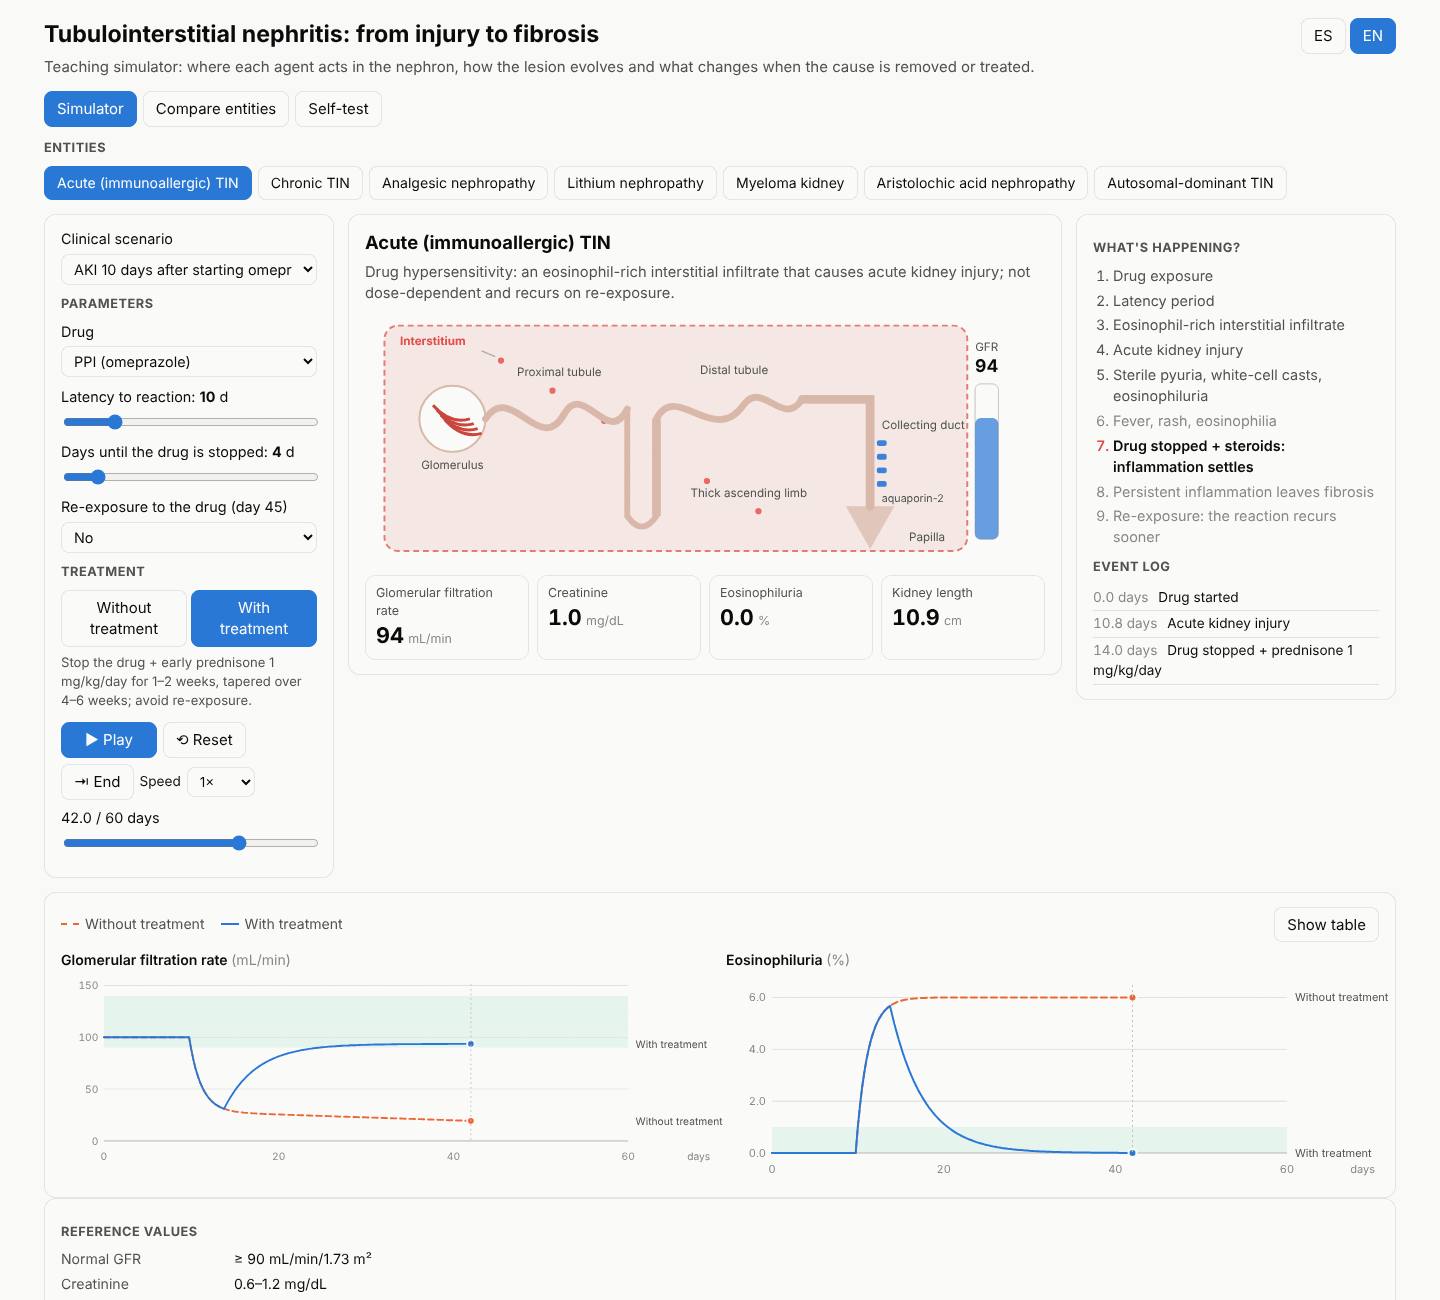 Tubulointerstitial nephritis: from injury to fibrosis
ES
EN
Teaching simulator: where each agent acts in the nephron, how the lesion evolves and what changes when the cause is removed or treated.
Simulator
Compare entities
Self-test
ENTITIES
Acute (immunoallergic) TIN
Chronic TIN
Analgesic nephropathy
Lithium nephropathy
Myeloma kidney
Aristolochic acid nephropathy
Autosomal-dominant TIN
Clinical scenario
AKI 10 days after starting omepr
PARAMETERS
Drug
PPI (omeprazole)
Latency to reaction: 10 d
Days until the drug is stopped: 4 d
Re-exposure to the drug (day 45)
No
TREATMENT
Without
treatment
With
treatment
Stop the drug + early prednisone 1
mg/kg/day for 1–2 weeks, tapered over
4–6 weeks; avoid re-exposure.
▶ Play
⟲ Reset
⇥ End
Speed
1×
42.0 / 60 days
Acute (immunoallergic) TIN
Drug hypersensitivity: an eosinophil-rich interstitial infiltrate that causes acute kidney injury; not
dose-dependent and recurs on re-exposure.
Interstitium
Proximal tubule
Distal tubule
Glomerulus
Collecting duct
Thick ascending limb
aquaporin-2
Papilla
GFR
94
Glomerular filtration
rate
94 mL/min
Creatinine
1.0 mg/dL
Eosinophiluria
0.0 %
Kidney length
10.9 cm
WHAT'S HAPPENING?
1. Drug exposure
2. Latency period
3. Eosinophil-rich interstitial infiltrate
4. Acute kidney injury
5. Sterile pyuria, white-cell casts,
eosinophiluria
6. Fever, rash, eosinophilia
7. Drug stopped + steroids:
inflammation settles
8. Persistent inflammation leaves fibrosis
9. Re-exposure: the reaction recurs
sooner
EVENT LOG
0.0 days Drug started
10.8 days Acute kidney injury
14.0 days Drug stopped + prednisone 1
mg/kg/day
Without treatment
With treatment
Show table
Glomerular filtration rate (mL/min)
150
100
50
0
0
20
40
60
days
With treatment
Without treatment
Eosinophiluria (%)
6.0
4.0
2.0
0.0
0
20
40
60
days
Without treatment
With treatment
REFERENCE VALUES
Normal GFR
≥ 90 mL/min/1.73 m²
Creatinine
0.6–1.2 mg/dL